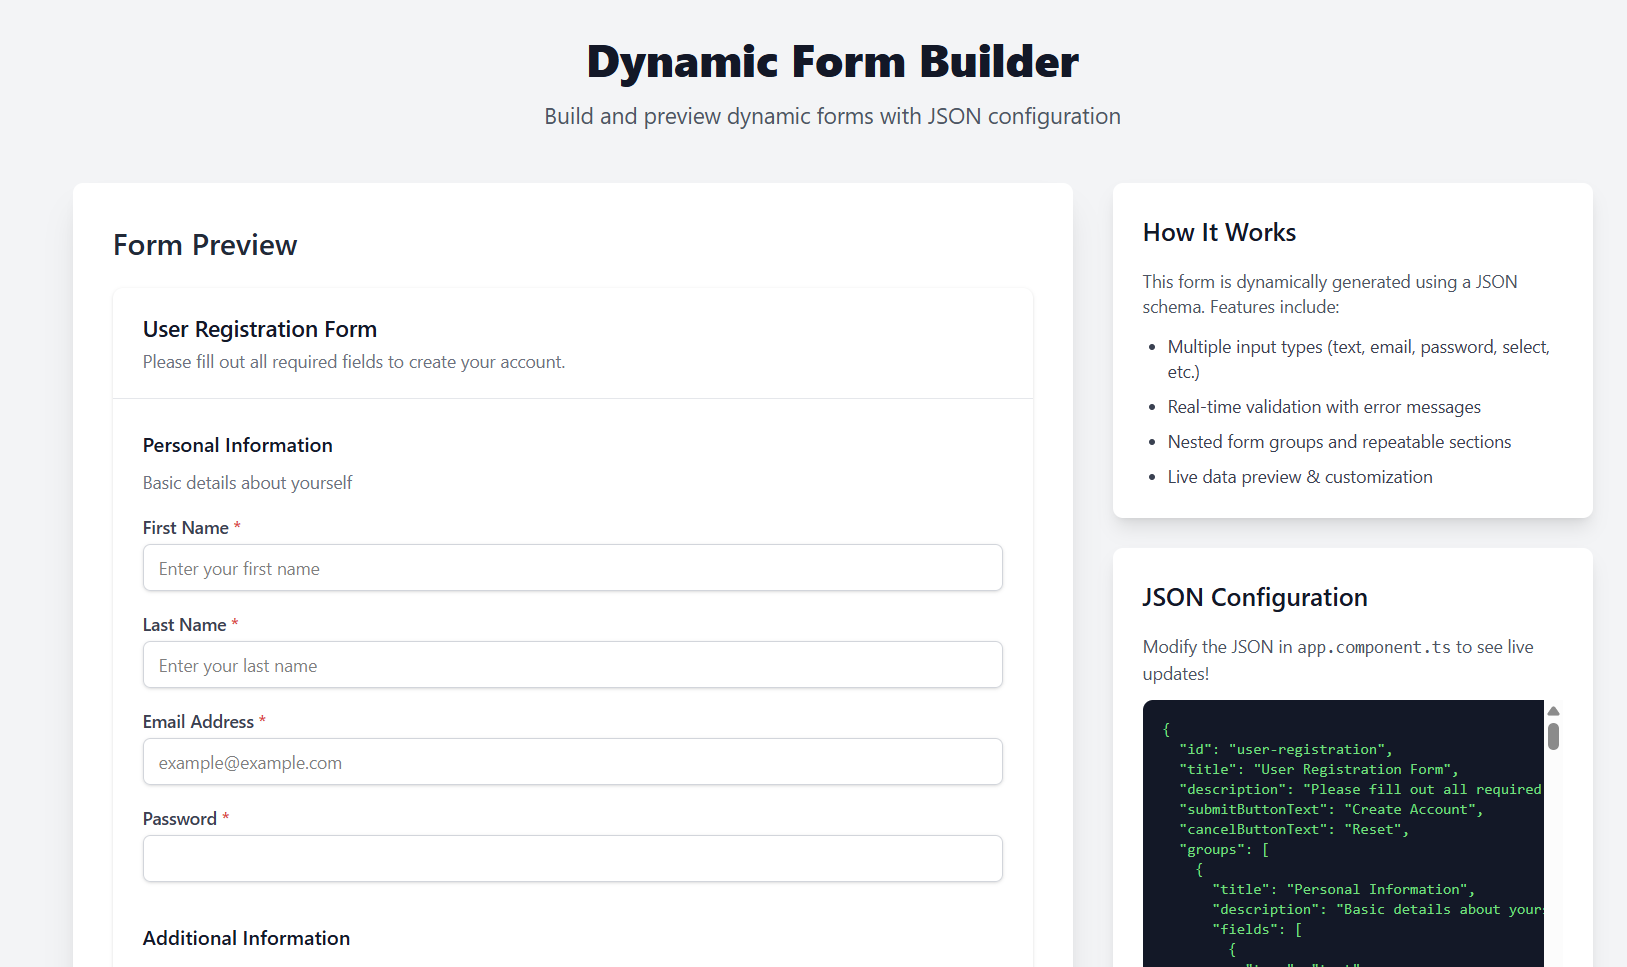 Dynamic Form Builder
Build and preview dynamic forms with JSON configuration
Form Preview
User Registration Form
Please fill out all required fields to create your account.
Personal Information
Basic details about yourself
First Name *
Enter your first name
Last Name *
Enter your last name
Email Address *
example@example.com
Password *
Additional Information
How It Works
This form is dynamically generated using a JSON
schema. Features include:
• Multiple input types (text, email, password, select,
etc.)
• Real-time validation with error messages
• Nested form groups and repeatable sections
• Live data preview & customization
JSON Configuration
Modify the JSON in app.component.ts to see live
updates!
{
"id": "user-registration",
"title": "User Registration Form",
"description": "Please fill out all required
"submitButtonText": "Create Account",
"cancelButtonText": "Reset",
"groups": [
{
"title": "Personal Information",
"description": "Basic details about yours
"fields": [
{